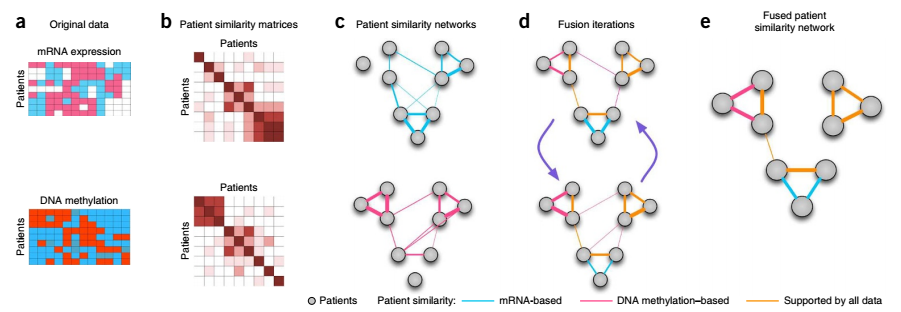 a
Original data
mRNA expression
Patients
DNA methylation
Patients
b
Patient similarity matrices
Patients
Patients
Patients
Patients
c
Patient similarity networks
d
Fusion iterations
e
Fused patient
similarity network
Patients
Patient similarity:
mRNA-based
DNA methylation–based
Supported by all data